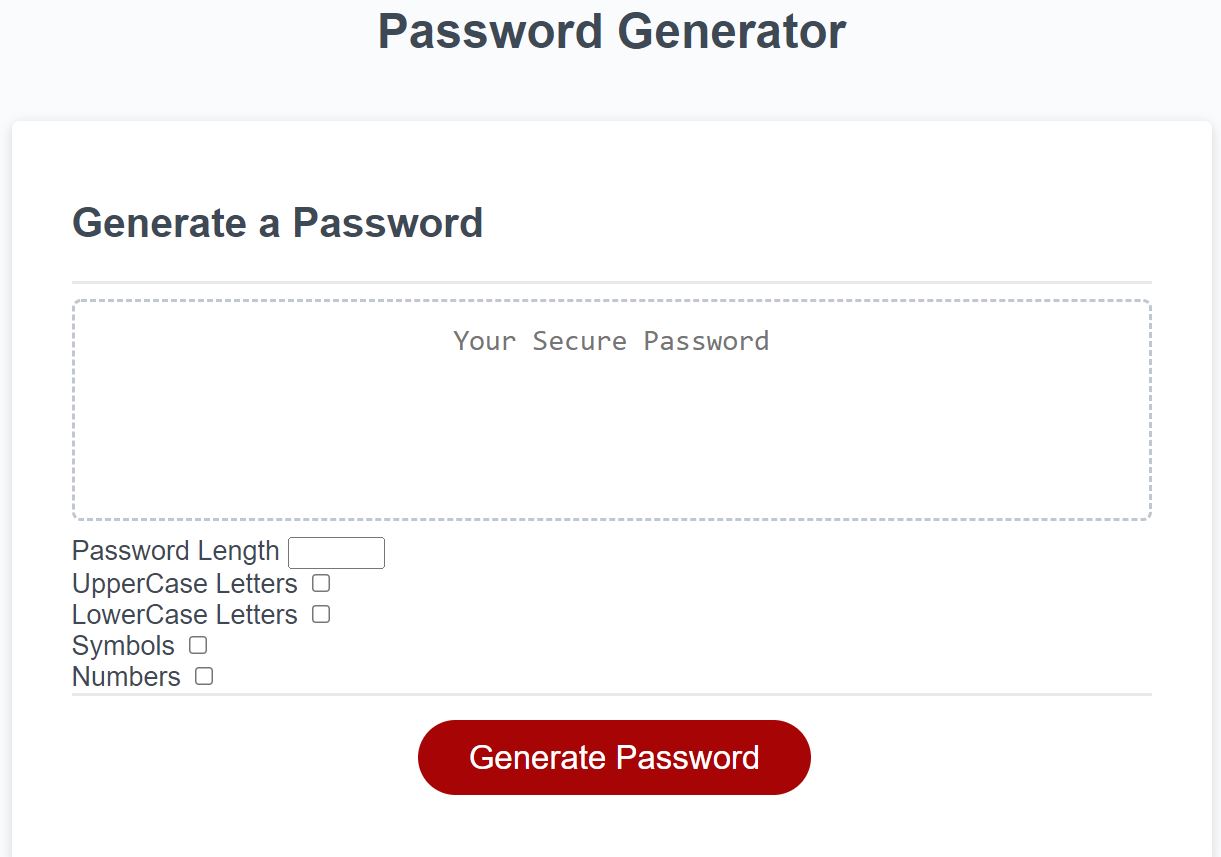 Password Generator
Generate a Password
Your Secure Password
Password Length
UpperCase Letters
LowerCase Letters
Symbols
Numbers
Generate Password